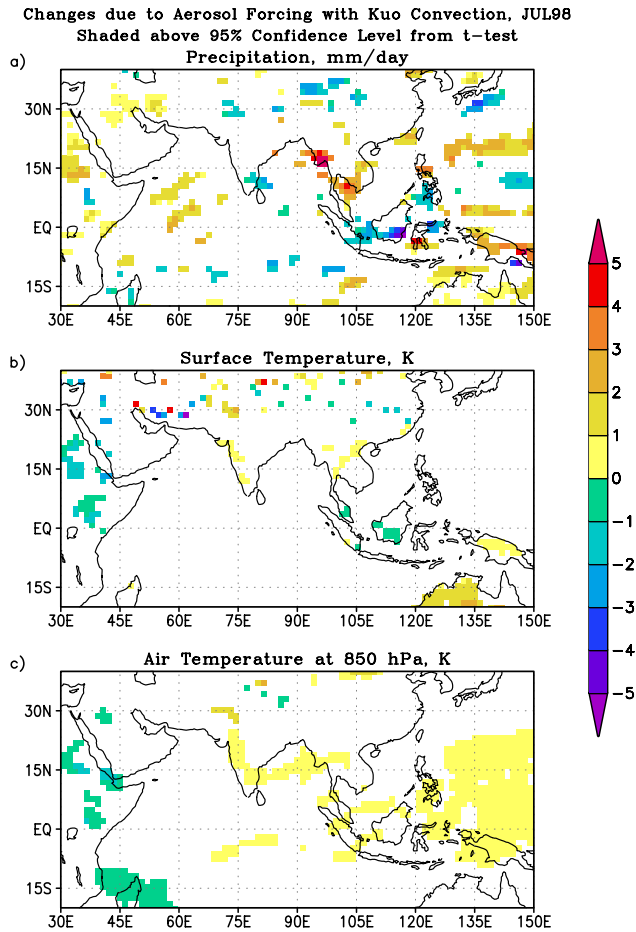 Changes due to Aerosol Forcing with Kuo Convection, JUL98
Shaded above 95% Confidence Level from t-test
a)
Precipitation, mm/day
30N
15N
EQ
15S
30E 45E 60E 75E 90E 105E 120E 135E 150E
b)
Surface Temperature, K
30N
15N
EQ
15S
30E 45E 60E 75E 90E 105E 120E 135E 150E
c)
Air Temperature at 850 hPa, K
30N
15N
EQ
15S
30E 45E 60E 75E 90E 105E 120E 135E 150E
5
4
3
2
1
0
-1
-2
-3
-4
-5